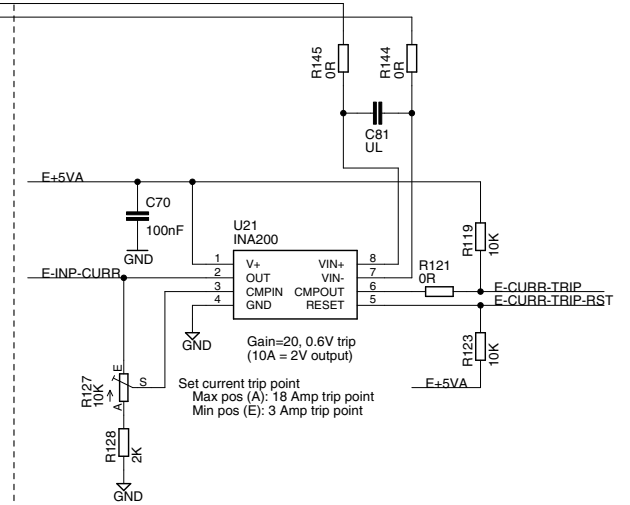 R145
0R
R144
0R
C81
UL
E+5VA
C70
100nF
GND
U21
INA200
R119
10K
1
2
3
4
V+
OUT
CMPIN
GND
VIN+
VIN-
CMPOUT
RESET
8
7
6
5
R121
0R
E-INP-CURR
E-CURR-TRIP
E-CURR-TRIP-RST
GND
Gain=20, 0.6V trip
(10A = 2V output)
R123
10K
E+5VA
R127
10K
E
A
S
Set current trip point
Max pos (A): 18 Amp trip point
Min pos (E): 3 Amp trip point
R128
2K
GND